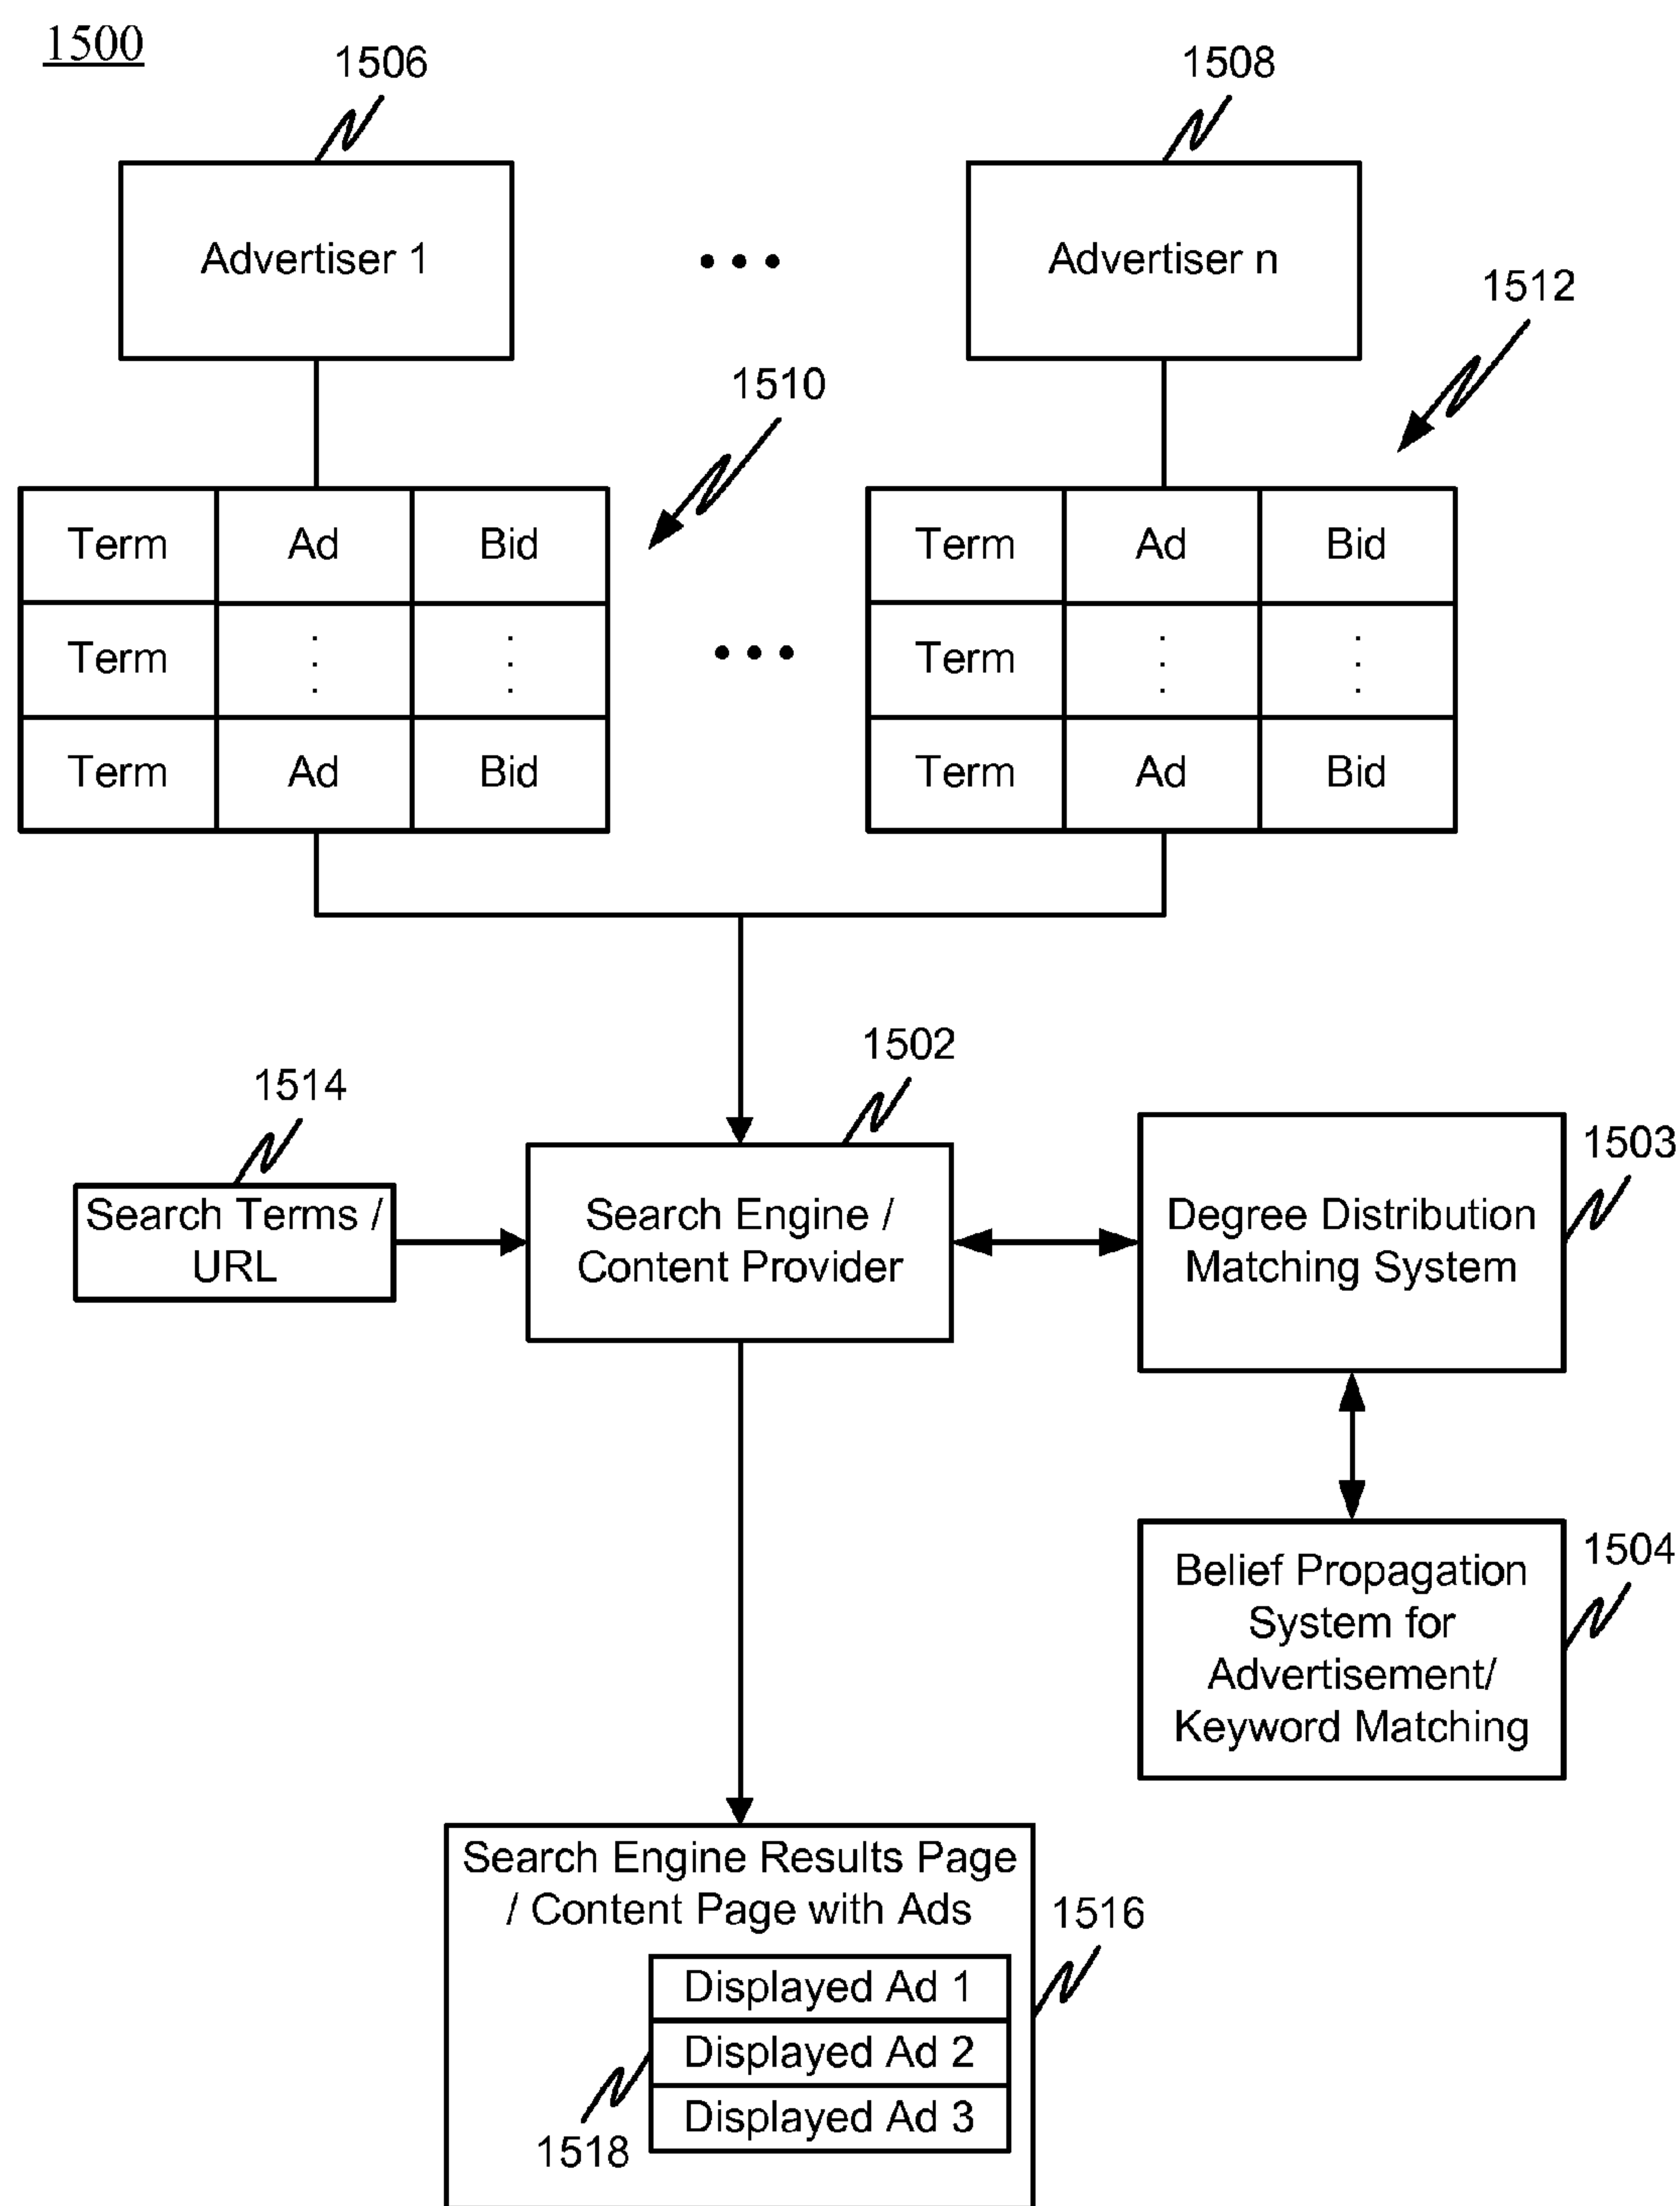 1500
1506
1508
Advertiser 1
• • •
Advertiser n
1512
1510
Term Ad Bid
Term Ad Bid
Term : :
• • •
Term : :
Term Ad Bid
Term Ad Bid
1502
1514
1503
Search Terms /
URL
Search Engine /
Content Provider
Degree Distribution
Matching System
1504
Belief Propagation
System for
Advertisement/
Keyword Matching
Search Engine Results Page
/ Content Page with Ads
1516
Displayed Ad 1
Displayed Ad 2
Displayed Ad 3
1518